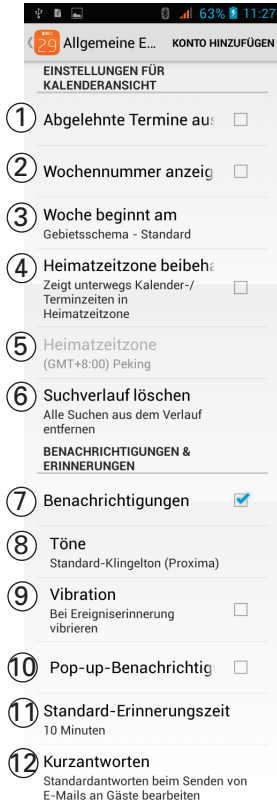 63% 11:27
29 Allgemeine E... KONTO HINZUFÜGEN
EINSTELLUNGEN FÜR
KALENDERANSICHT
1 Abgelehnte Termine aus
2 Wochennummer anzeig
3 Woche beginnt am
Gebietsschema - Standard
4 Heimatzeitzone beibeha
Zeigt unterwegs Kalender-/
Terminzeiten in
Heimatzeitzone
5 Heimatzeitzone
(GMT+8:00) Peking
6 Suchverlauf löschen
Alle Suchen aus dem Verlauf
entfernen
BENACHRICHTIGUNGEN &
ERINNERUNGEN
7 Benachrichtigungen
8 Töne
Standard-Klingelton (Proxima)
9 Vibration
Bei Ereigniserinnerung
vibrieren
10 Pop-up-Benachrichtig
11 Standard-Erinnerungszeit
10 Minuten
12 Kurzantworten
Standardantworten beim Senden von
E-Mails an Gäste bearbeiten